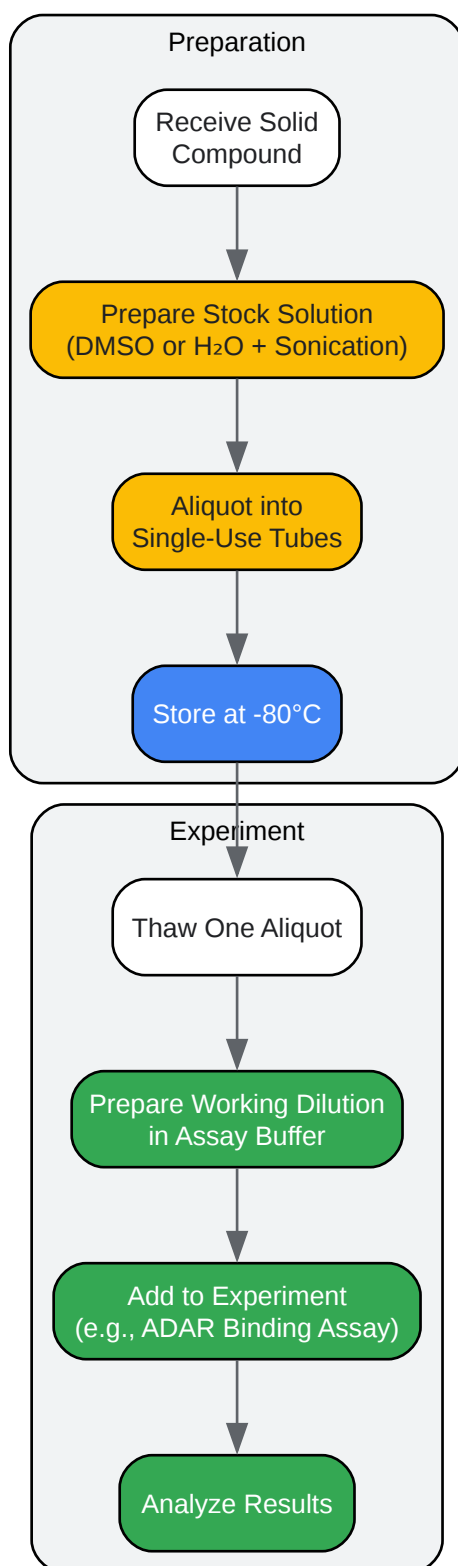 Preparation
Receive Solid
Compound
Prepare Stock Solution
(DMSO or H₂O + Sonication)
Aliquot into
Single-Use Tubes
Store at -80°C
Experiment
Thaw One Aliquot
Prepare Working Dilution
in Assay Buffer
Add to Experiment
(e.g., ADAR Binding Assay)
Analyze Results